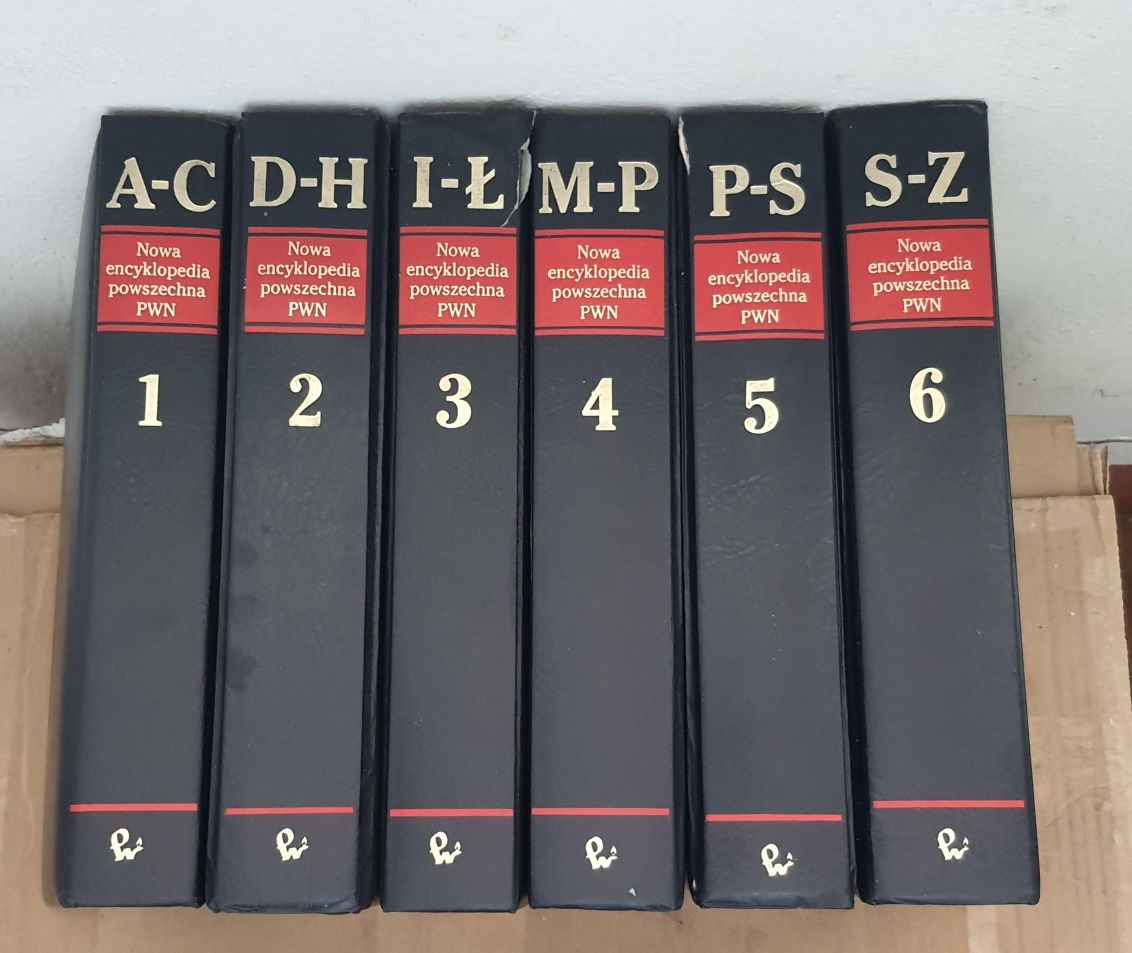 A-C
Nowa
encyklopedia
powszechna
PWN
1
D-H
Nowa
encyklopedia
powszechna
PWN
2
I-Ł
Nowa
encyklopedia
powszechna
PWN
3
M-P
Nowa
encyklopedia
powszechna
PWN
4
P-S
Nowa
encyklopedia
powszechna
PWN
5
S-Z
Nowa
encyklopedia
powszechna
PWN
6